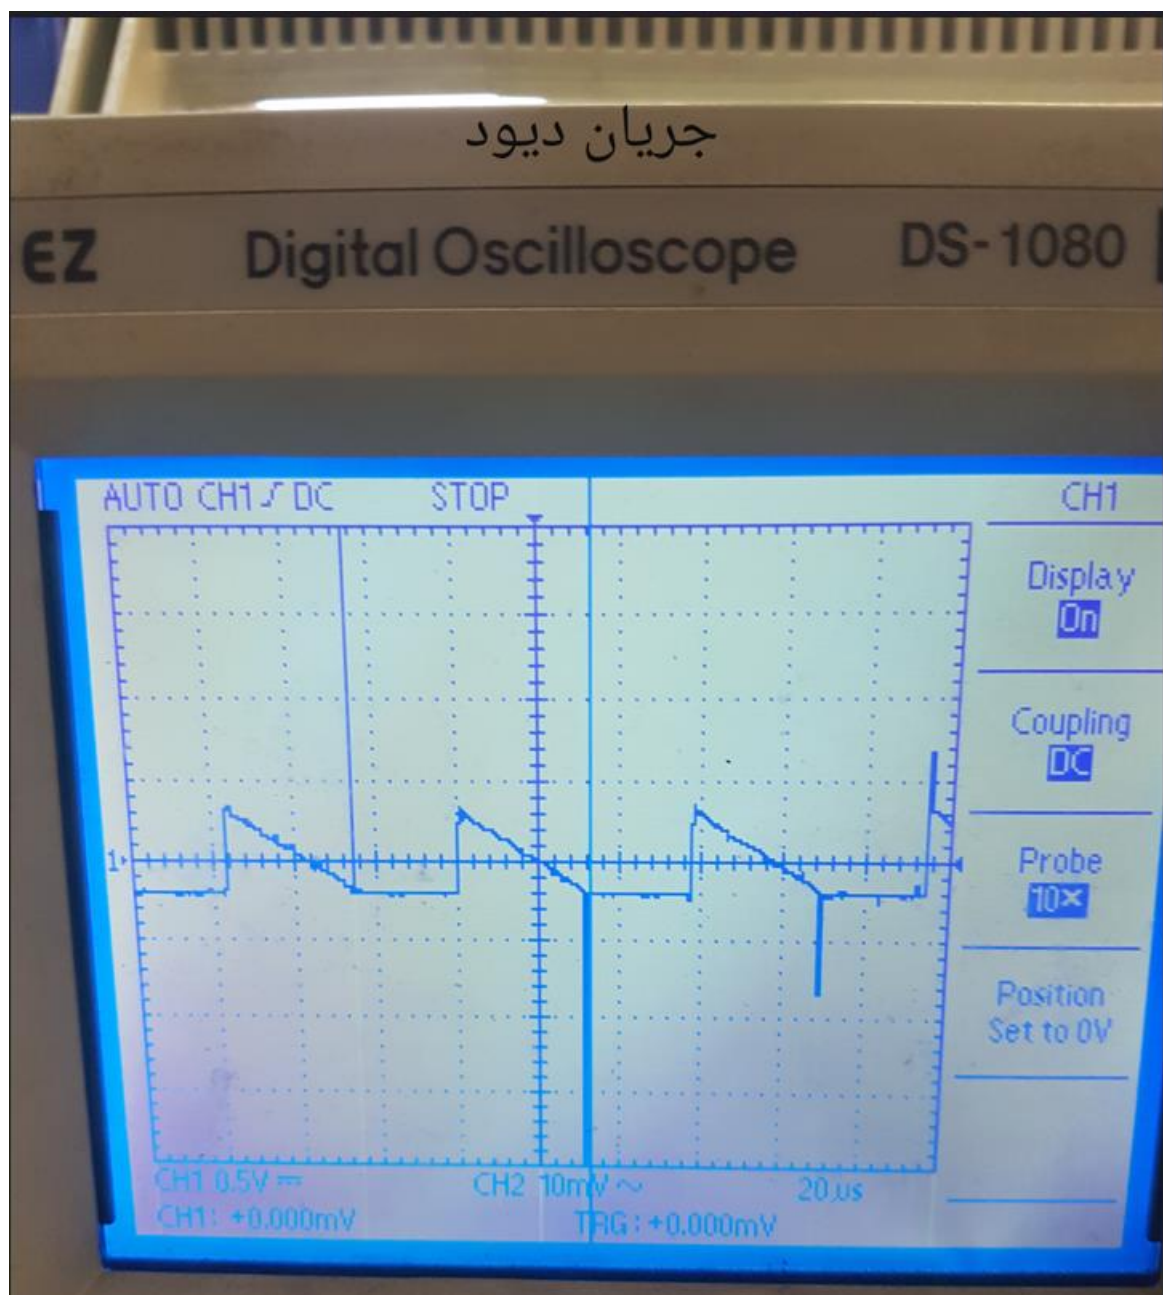 جریان دیود
EZ Digital Oscilloscope DS-1080
AUTO CH1 DC STOP CH1
Display
On
Coupling
DC
1
Probe
10×
Position
Set to 0V
CH1 0.5V CH2 10mV 20us
CH1: +0.000mV TRG: +0.000mV